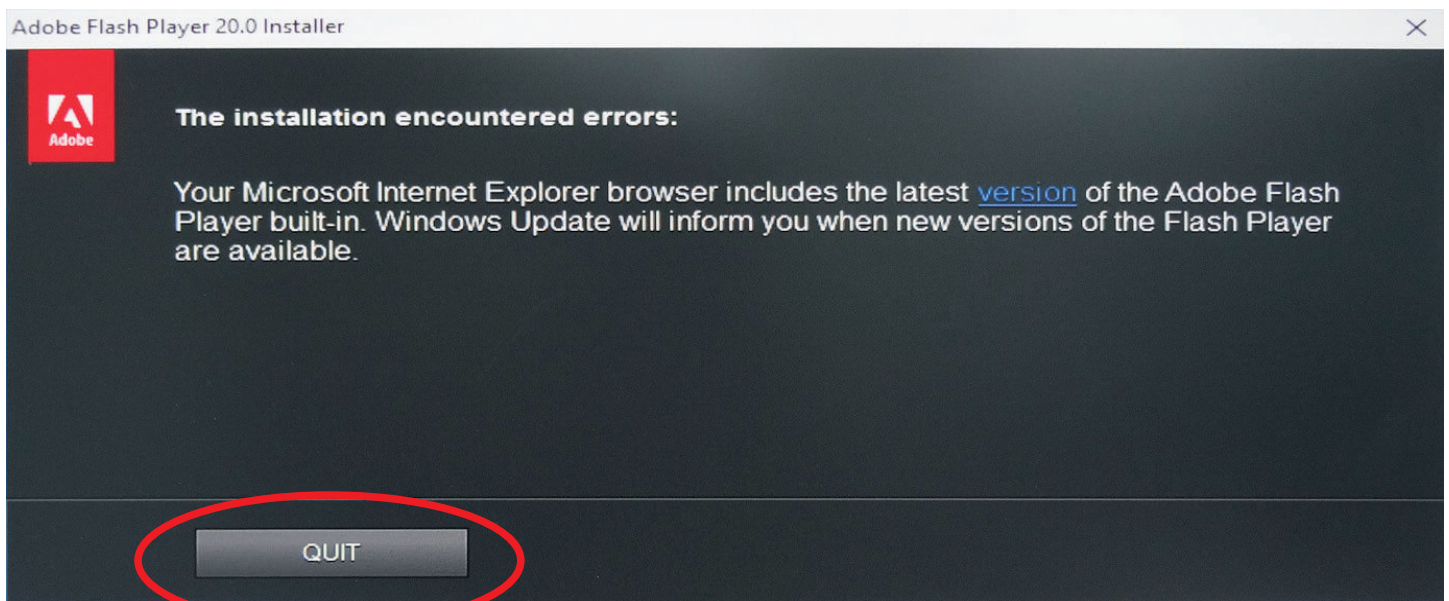 Adobe Flash Player 20.0 Installer
Adobe
The installation encountered errors:
Your Microsoft Internet Explorer browser includes the latest version of the Adobe Flash
Player built-in. Windows Update will inform you when new versions of the Flash Player
are available.
QUIT